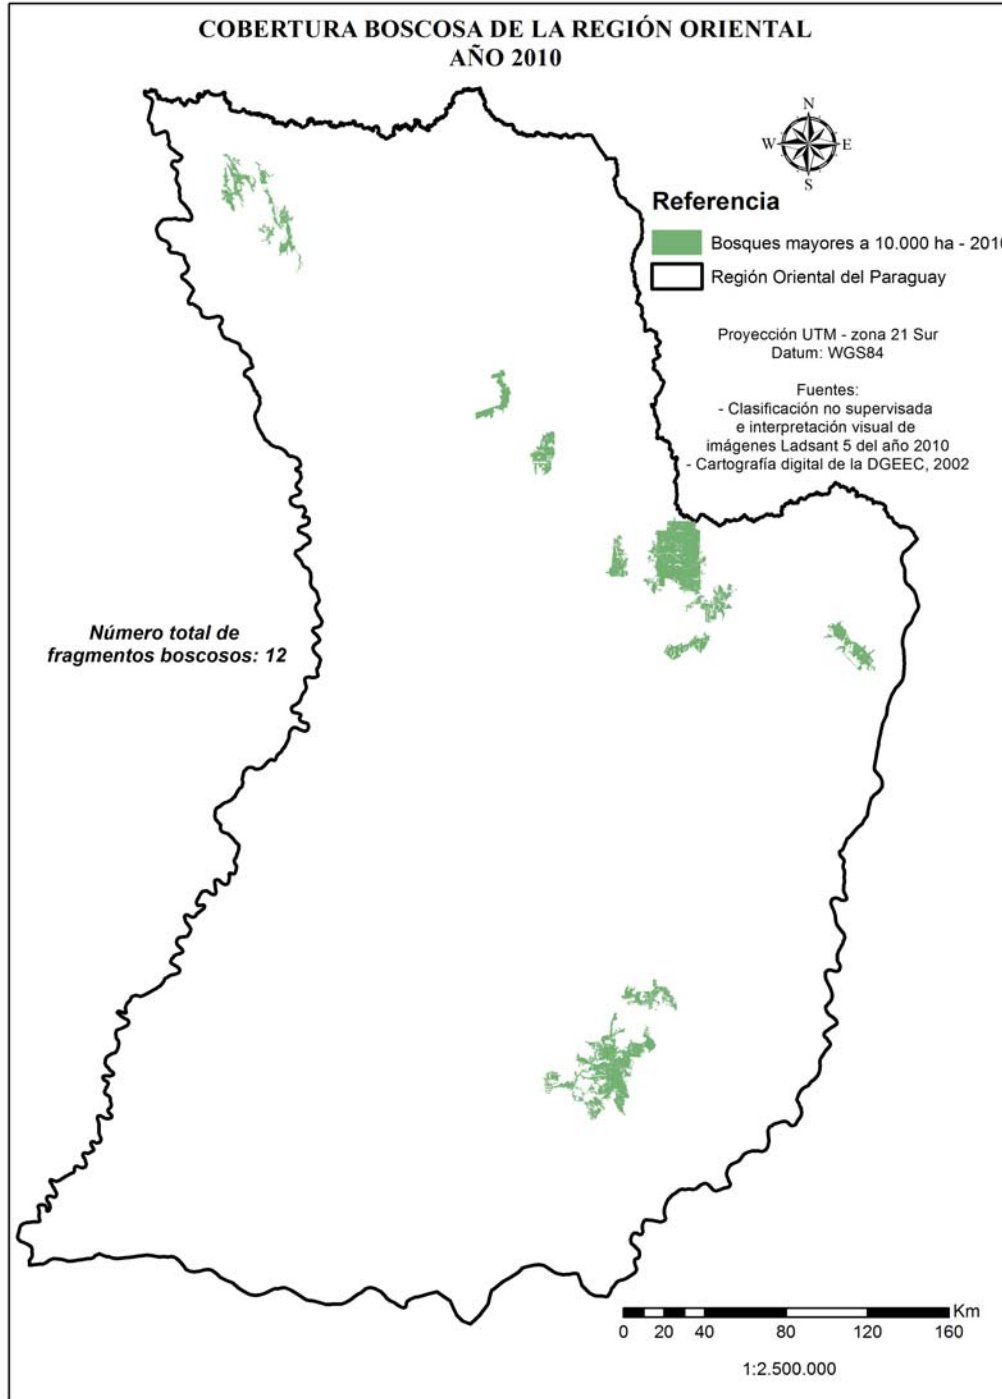 COBERTURA BOSCOSA DE LA REGIÓN ORIENTAL
AÑO 2010
N
W E
S
Referencia
Bosques mayores a 10.000 ha - 2010
Región Oriental del Paraguay
Proyección UTM - zona 21 Sur
Datum: WGS84
Fuentes:
- Clasificación no supervisada
e interpretación visual de
imágenes Ladsant 5 del año 2010
- Cartografía digital de la DGEEC, 2002
Número total de
fragmentos boscosos: 12
Km
0 20 40 80 120 160
1:2.500.000